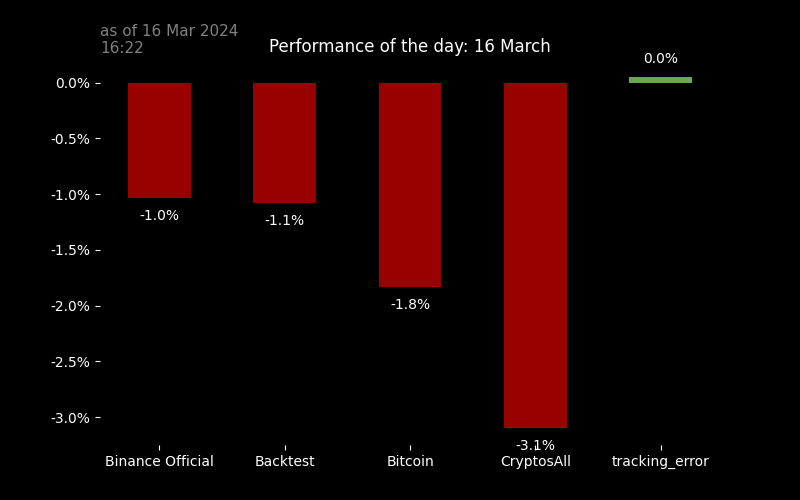 as of 16 Mar 2024
16:22
Performance of the day: 16 March
0.0%
0.0%
-0.5%
-1.0%
-1.0%
-1.1%
-1.5%
-1.8%
-2.0%
-2.5%
-3.0%
-3.1%
Binance Official
Backtest
Bitcoin
CryptosAll
tracking_error